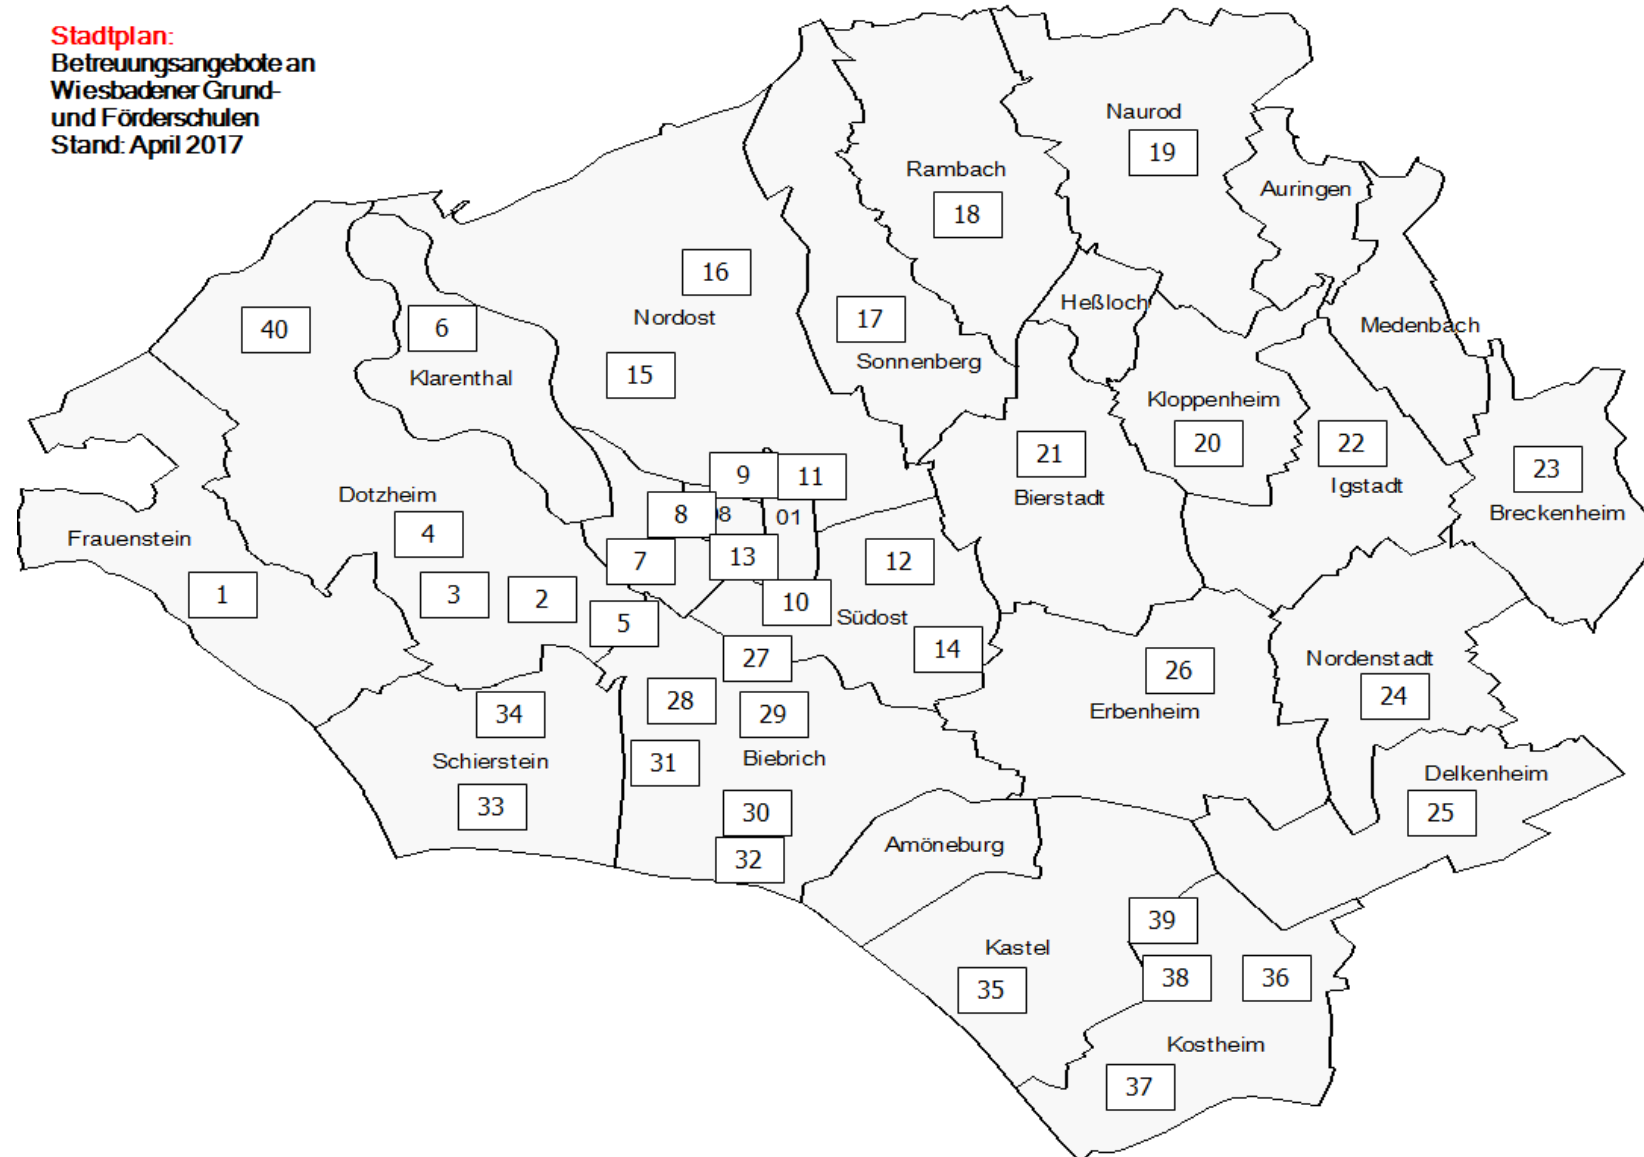 Stadtplan:
Betreuungsangebote an
Wiesbadener Grund-
und Förderschulen
Stand: April 2017
Naurod
19
Rambach
18
Auringen
16
Nordost
17
Sonnenberg
Heßloch
Medenbach
40
6
Klarenthal
15
Kloppenheim
20
21
Bierstadt
22
Igstadt
23
Breckenheim
9
11
8
08
01
Dotzheim
4
Frauenstein
1
3
2
5
7
13
12
10
Südost
14
27
28
29
31
Biebrich
30
32
34
Schierstein
33
26
Erbenheim
Nordenstadt
24
Delkenheim
25
Amöneburg
39
Kastel
35
38
36
Kostheim
37